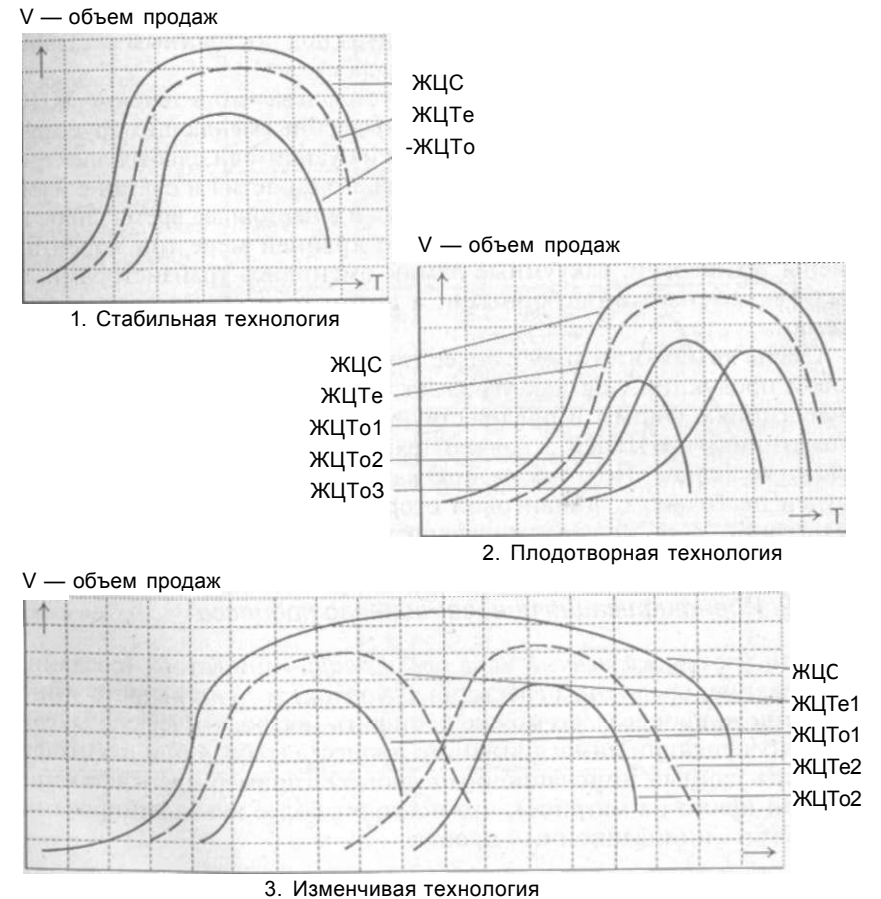 V — объем продаж
ЖЦС
ЖЦТе
-ЖЦТо
T
1. Стабильная технология
V — объем продаж
ЖЦС
ЖЦТе
ЖЦТо1
ЖЦТо2
ЖЦТо3
T
2. Плодотворная технология
V — объем продаж
ЖЦС
ЖЦТе1
ЖЦТо1
ЖЦТе2
ЖЦТо2
3. Изменчивая технология